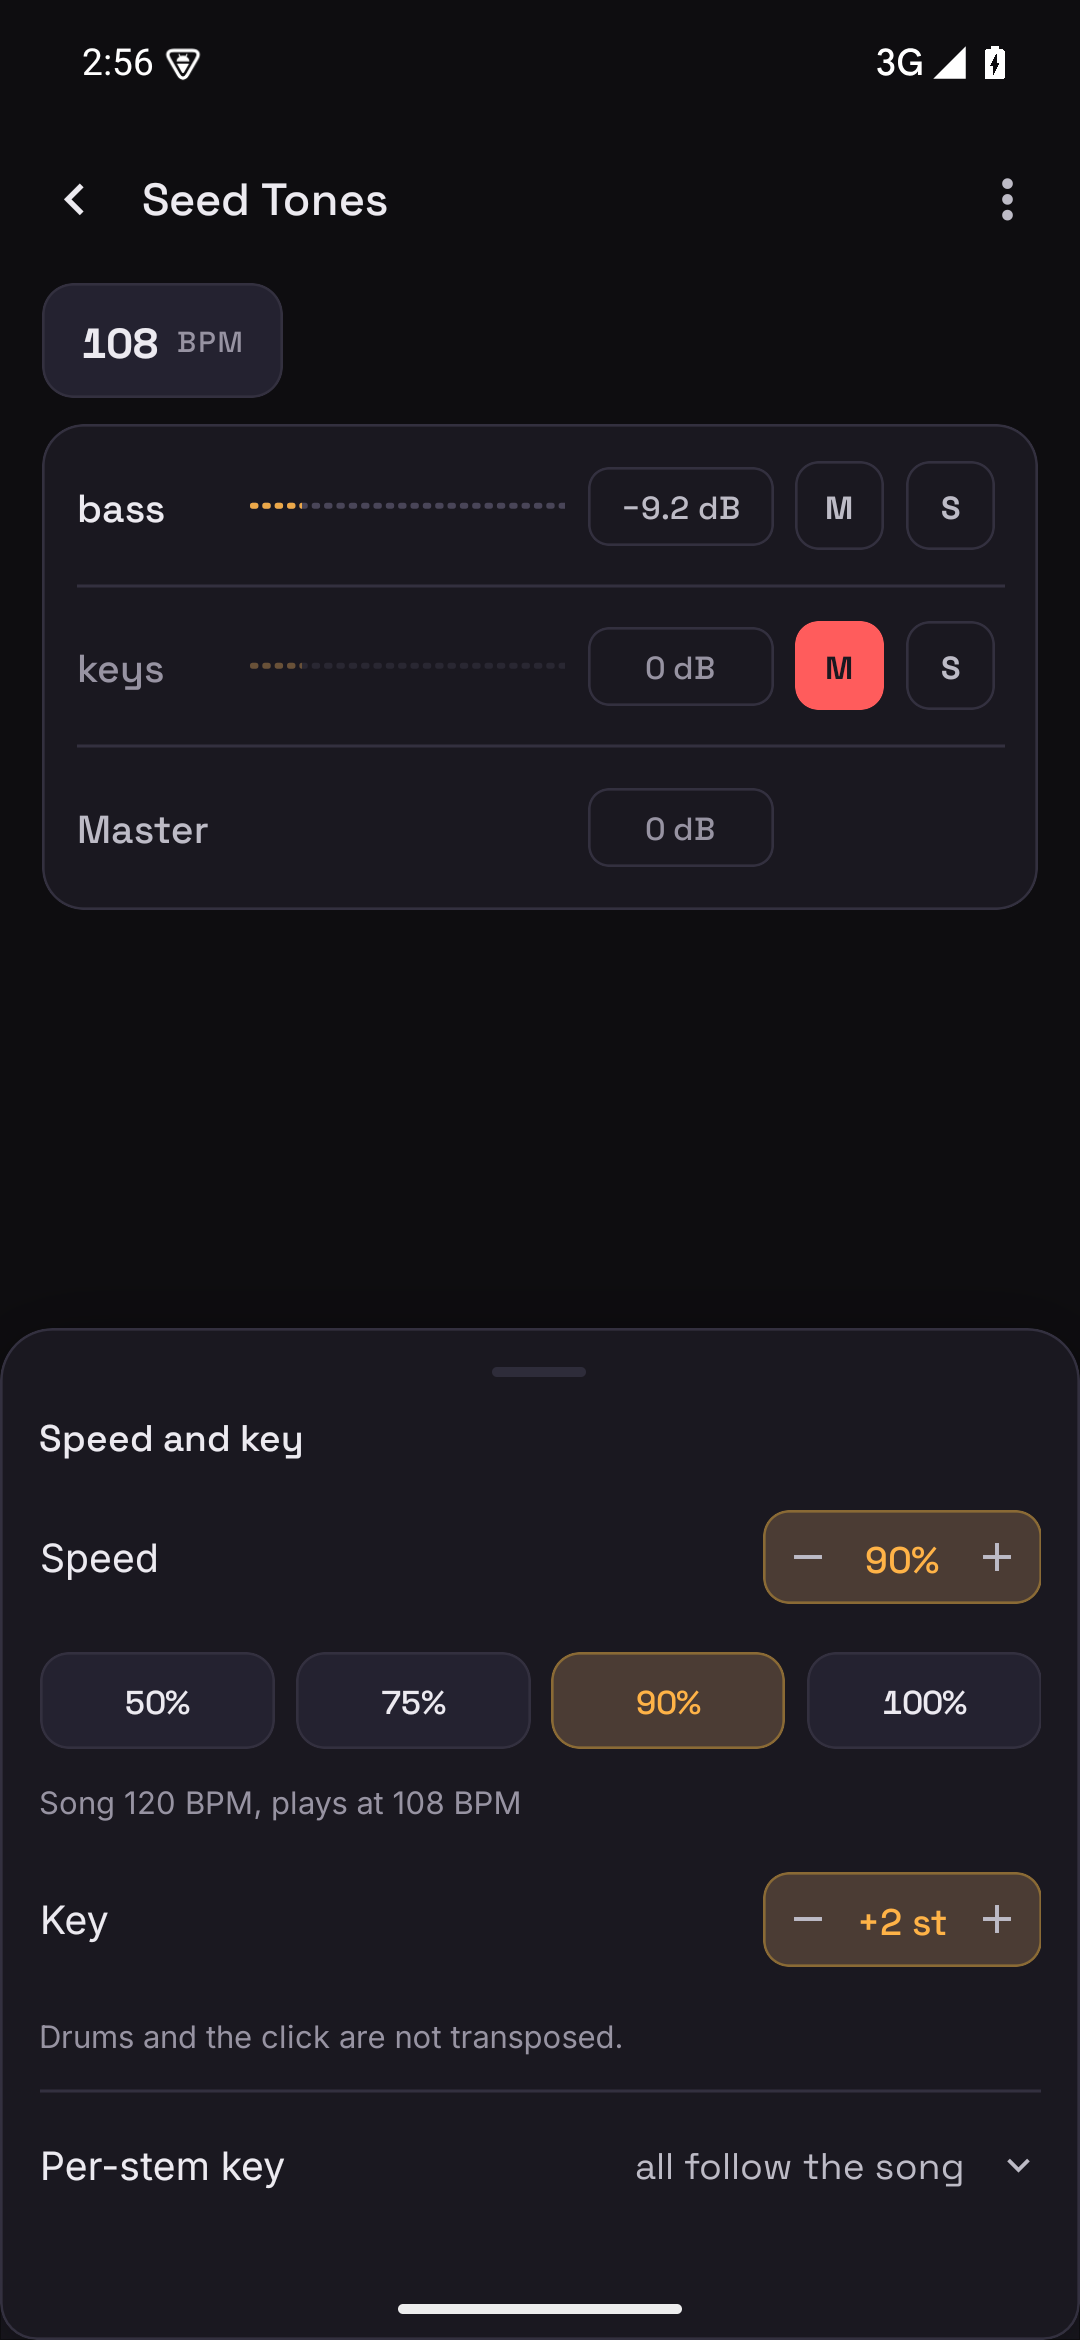 2:56
3G
Seed Tones
108 BPM
bass -9.2 dB M S
keys 0 dB M S
Master 0 dB
Speed and key
Speed − 90% +
50% 75% 90% 100%
Song 120 BPM, plays at 108 BPM
Key − +2 st +
Drums and the click are not transposed.
Per-stem key all follow the song